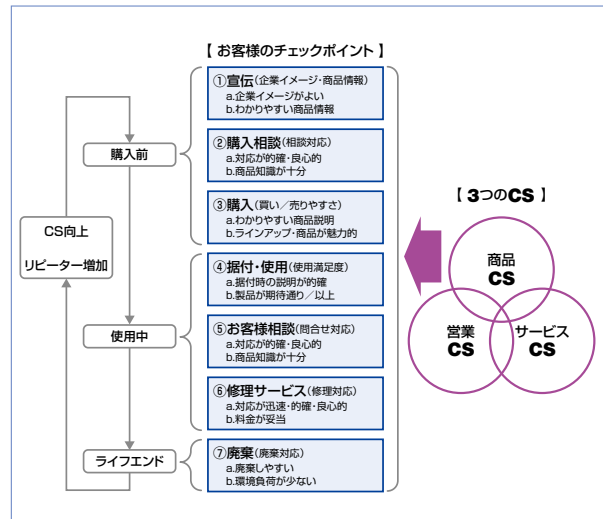 【 お客様のチェックポイント 】
①宣伝(企業イメージ・商品情報)
a.企業イメージがよい
b.わかりやすい商品情報
②購入相談(相談対応)
a.対応が的確・良心的
b.商品知識が十分
③購入(買い/売りやすさ)
a.わかりやすい商品説明
b.ラインアップ・商品が魅力的
④据付・使用(使用満足度)
a.据付時の説明が的確
b.製品が期待通り/以上
⑤お客様相談(問合せ対応)
a.対応が的確・良心的
b.商品知識が十分
⑥修理サービス(修理対応)
a.対応が迅速・的確・良心的
b.料金が妥当
⑦廃棄(廃棄対応)
a.廃棄しやすい
b.環境負荷が少ない
購入前
使用中
ライフエンド
CS向上
リピーター増加
【 3つのCS 】
商品
CS
営業
CS
サービス
CS